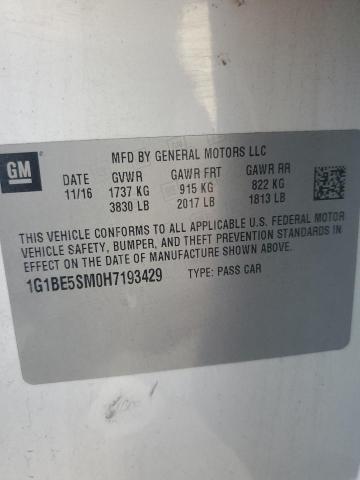 GM
MFD BY GENERAL MOTORS LLC
DATE GVWR GAWR FRT GAWR RR
11/16 1737 KG 915 KG 822 KG
3830 LB 2017 LB 1813 LB
THIS VEHICLE CONFORMS TO ALL APPLICABLE U.S. FEDERAL MOTOR
VEHICLE SAFETY, BUMPER, AND THEFT PREVENTION STANDARDS IN
EFFECT ON THE DATE OF MANUFACTURE SHOWN ABOVE.
1G1BE5SM0H7193429 TYPE: PASS CAR